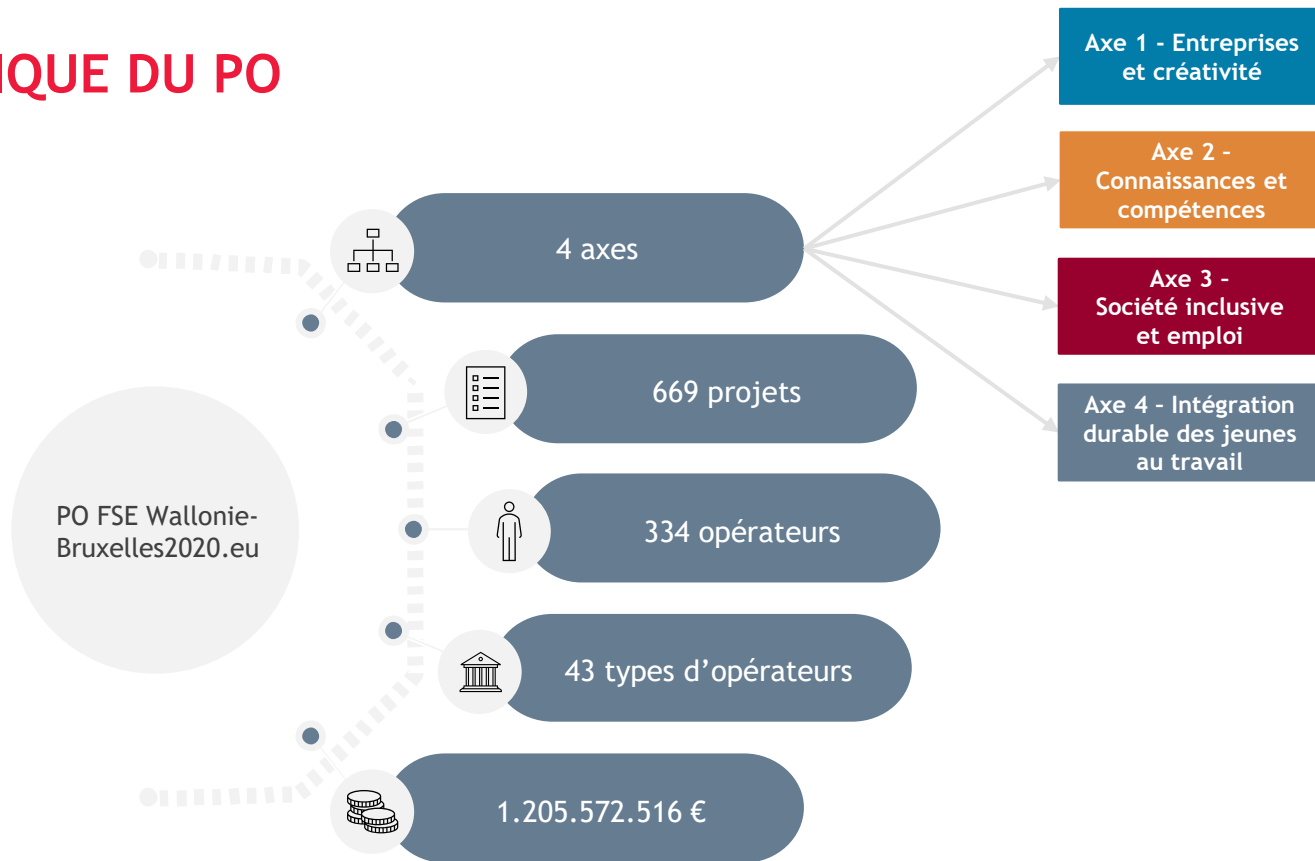 IQUE DU PO
Axe 1 - Entreprises
et créativité
Axe 2 –
Connaissances et
compétences
Axe 3 –
Société inclusive
et emploi
Axe 4 – Intégration
durable des jeunes
au travail
4 axes
669 projets
334 opérateurs
43 types d’opérateurs
1.205.572.516 €
PO FSE Wallonie-
Bruxelles2020.eu